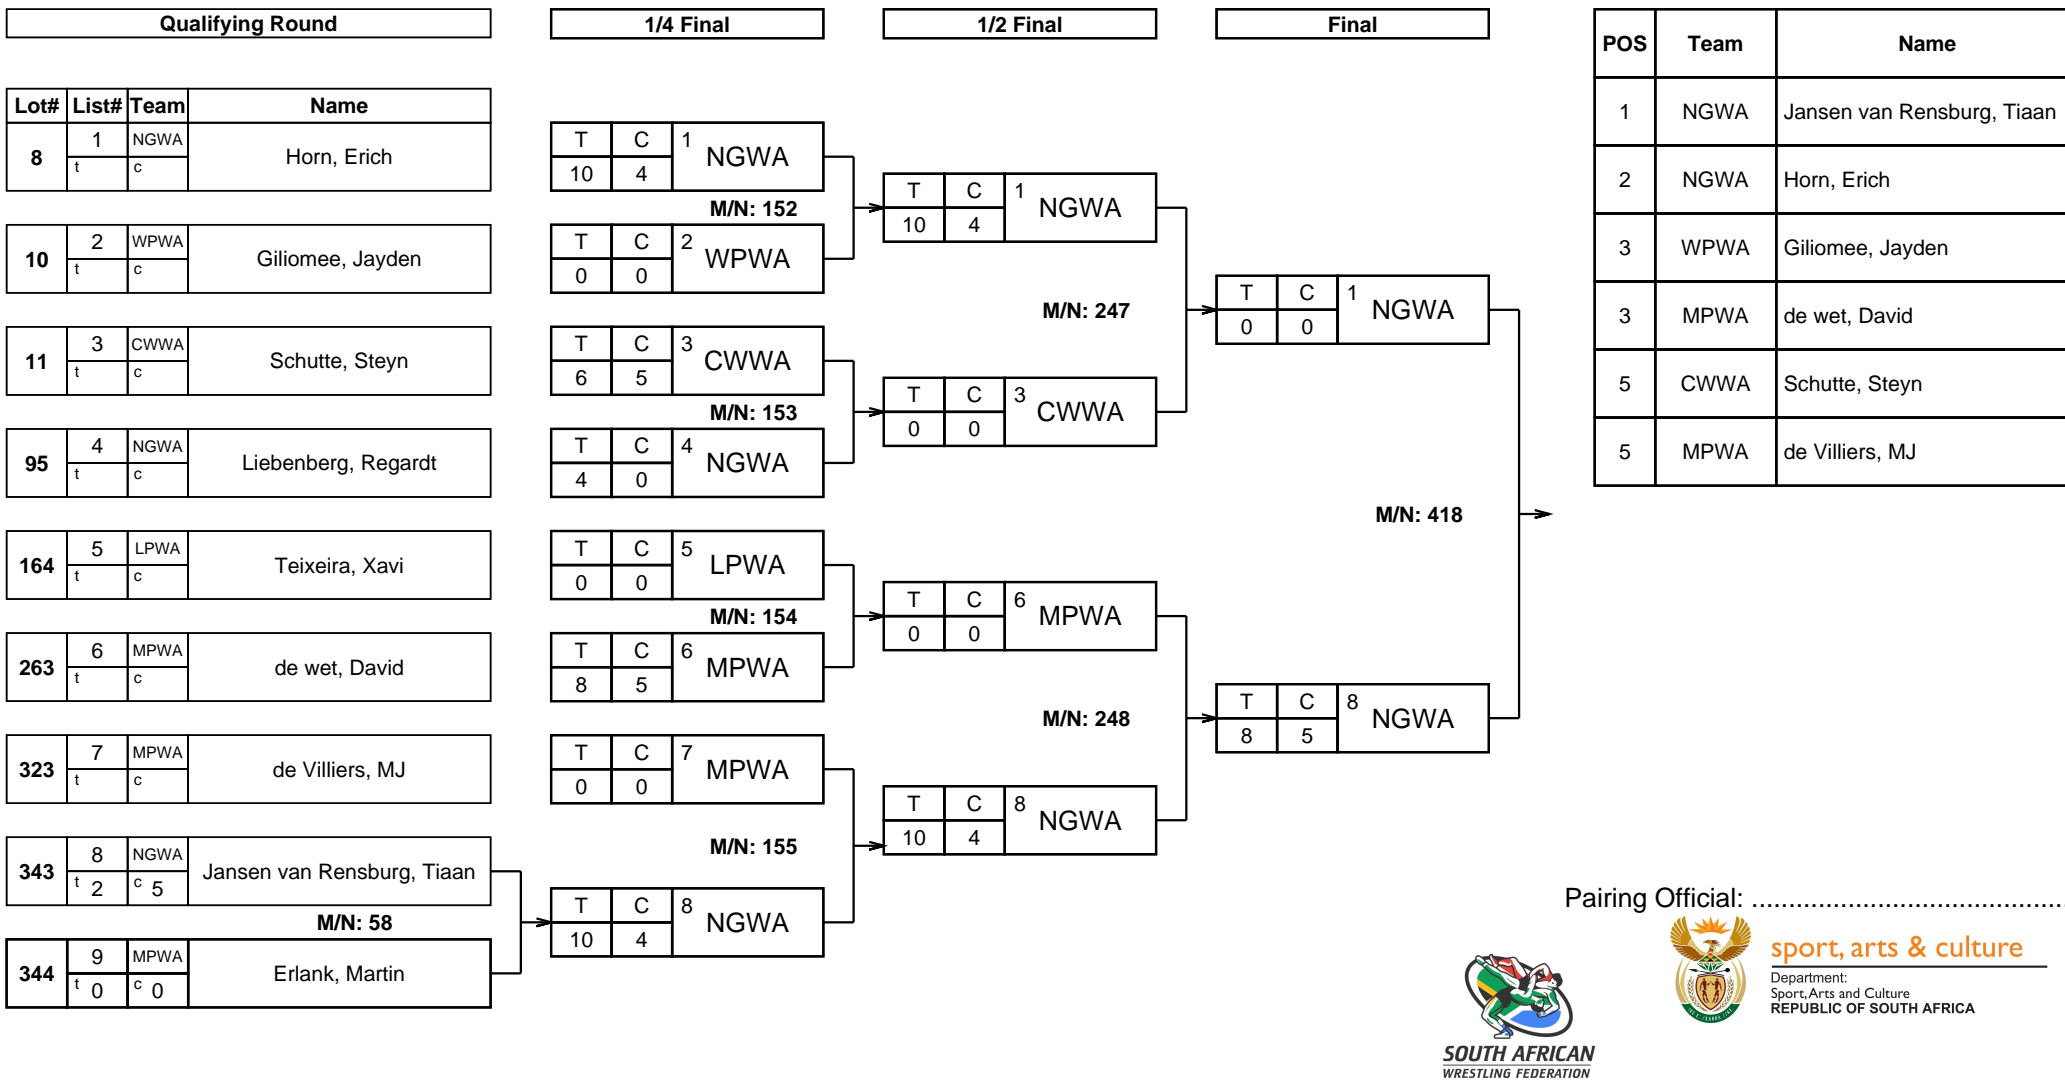 Qualifying Round
1/4 Final
1/2 Final
Final
POS Team Name
1 NGWA Jansen van Rensburg, Tiaan
2 NGWA Horn, Erich
3 WPWA Giliomee, Jayden
3 MPWA de wet, David
5 CWWA Schutte, Steyn
5 MPWA de Villiers, MJ
Lot# List# Team Name
8 1 NGWA Horn, Erich
t c
10 2 WPWA Giliomee, Jayden
t c
11 3 CWWA Schutte, Steyn
t c
95 4 NGWA Liebenberg, Regardt
t c
164 5 LPWA Teixeira, Xavi
t c
263 6 MPWA de wet, David
t c
323 7 MPWA de Villiers, MJ
t c
343 8 NGWA Jansen van Rensburg, Tiaan
t 2 c 5
M/N: 58
344 9 MPWA Erlank, Martin
t 0 c 0
T C 1 NGWA
10 4
M/N: 152
T C 2 WPWA
0 0
T C 3 CWWA
6 5
M/N: 153
T C 4 NGWA
4 0
T C 5 LPWA
0 0
M/N: 154
T C 6 MPWA
8 5
T C 7 MPWA
0 0
M/N: 155
T C 8 NGWA
10 4
T C 1 NGWA
10 4
M/N: 247
T C 3 CWWA
0 0
T C 6 MPWA
0 0
M/N: 248
T C 8 NGWA
10 4
T C 1 NGWA
0 0
M/N: 418
T C 8 NGWA
8 5
Pairing Official: ...........................................
sport, arts & culture
Department:
Sport, Arts and Culture
REPUBLIC OF SOUTH AFRICA
SOUTH AFRICAN
WRESTLING FEDERATION